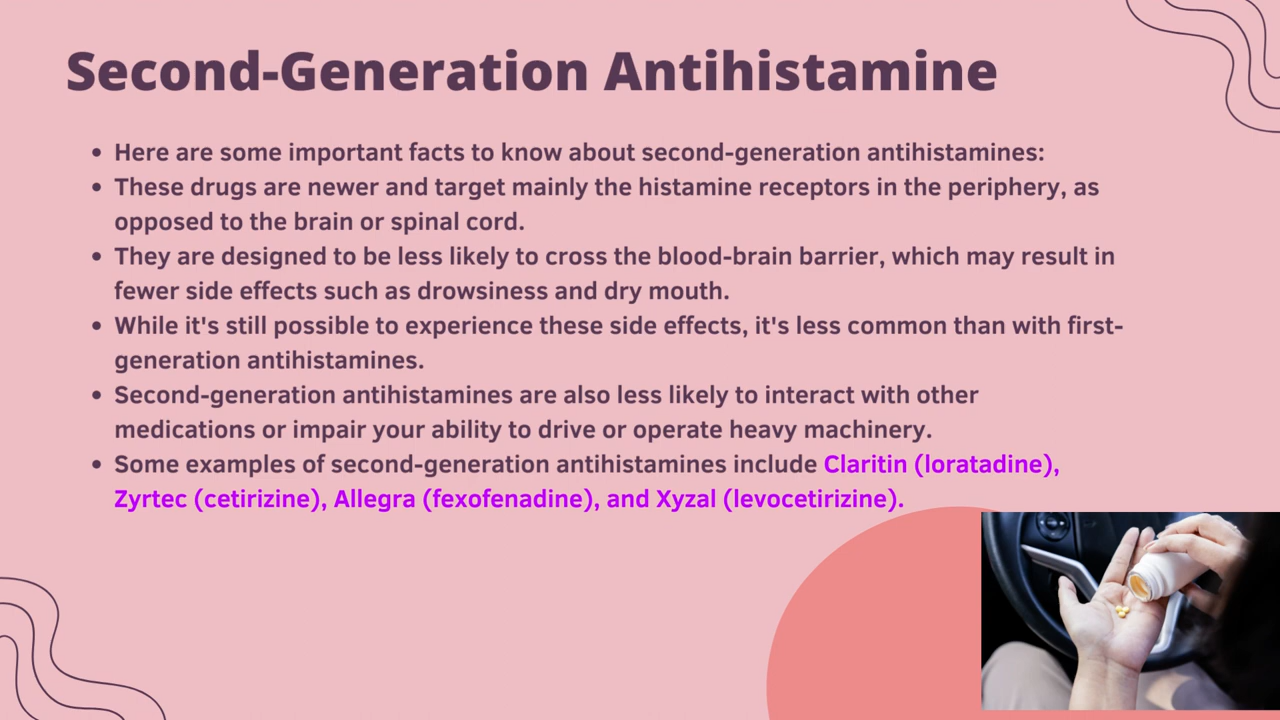 Second-Generation Antihistamine
• Here are some important facts to know about second-generation antihistamines:
• These drugs are newer and target mainly the histamine receptors in the periphery, as
opposed to the brain or spinal cord.
• They are designed to be less likely to cross the blood-brain barrier, which may result in
fewer side effects such as drowsiness and dry mouth.
• While it's still possible to experience these side effects, it's less common than with first-
generation antihistamines.
• Second-generation antihistamines are also less likely to interact with other
medications or impair your ability to drive or operate heavy machinery.
• Some examples of second-generation antihistamines include Claritin (loratadine),
Zyrtec (cetirizine), Allegra (fexofenadine), and Xyzal (levocetirizine).